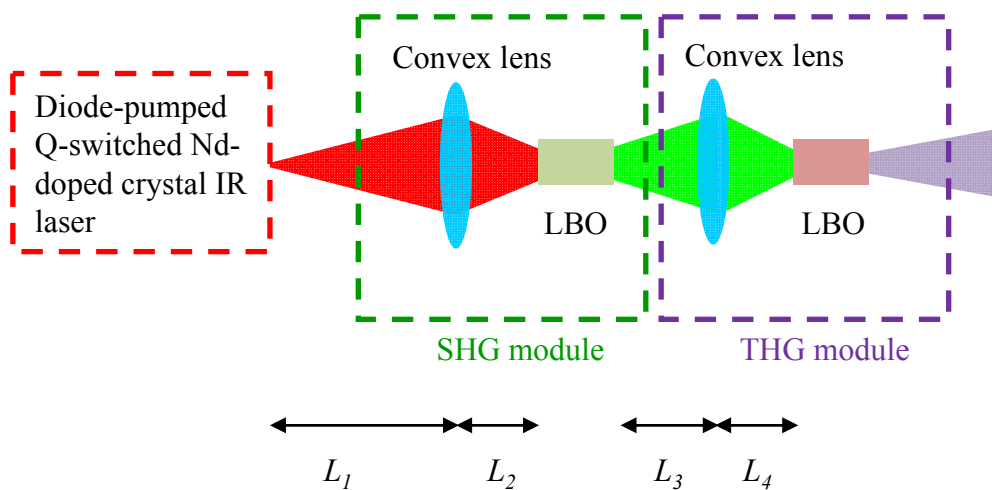 Convex lens
Convex lens
Diode-pumped
Q-switched Nd-
doped crystal IR
laser
LBO
LBO
SHG module
THG module
L1
L2
L3
L4